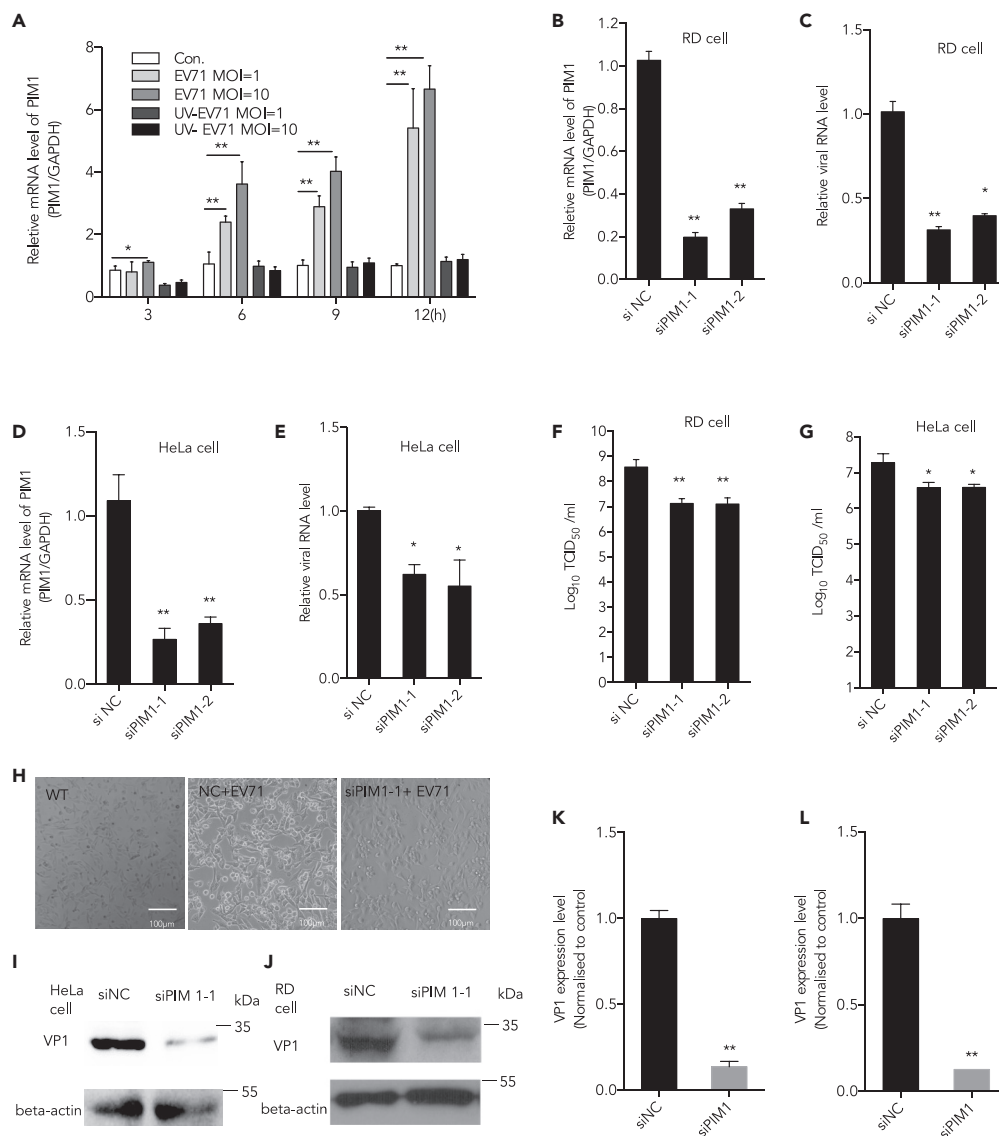 A
Reletive mRNA level of PIM1
(PIM1/GAPDH)
8
6
4
2
0
Con.
EV71 MOI=1
EV71 MOI=10
UV-EV71 MOI=1
UV- EV71 MOI=10
*
**
**
**
**
**
**
3
6
9
12(h)
B
RD cell
Reletive mRNA level of PIM1
(PIM1/GAPDH)
1.2
1.0
0.8
0.6
0.4
0.2
0.0
**
**
si NC
siPIM1-1
siPIM1-2
C
RD cell
Relative viral RNA level
1.5
1.0
0.5
0.0
**
*
si NC
siPIM1-1
siPIM1-2
D
HeLa cell
Relative mRNA level of PIM1
(PIM1/GAPDH)
1.5
1.0
0.5
0.0
**
**
si NC
siPIM1-1
siPIM1-2
E
HeLa cell
Relative viral RNA level
1.5
1.0
0.5
0.0
*
*
si NC
siPIM1-1
siPIM1-2
F
RD cell
Log10 TCID50 /ml
10
9
8
7
6
5
4
3
2
1
0
**
**
si NC
siPIM1-1
siPIM1-2
G
HeLa cell
Log10 TCID50 /ml
8
7
6
5
4
3
2
1
*
*
si NC
siPIM1-1
siPIM1-2
H
WT
100μm
NC+EV71
100μm
siPIM1-1+ EV71
100μm
I
HeLa
cell
siNC
siPIM 1-1
kDa
35
VP1
55
beta-actin
J
RD
cell
siNC
siPIM 1-1
kDa
35
VP1
55
beta-actin
K
VP1 expression level
(Normalised to control)
1.5
1.0
0.5
0.0
**
siNC
siPIM1
L
VP1 expression level
(Normalised to control)
1.5
1.0
0.5
0.0
**
siNC
siPIM1